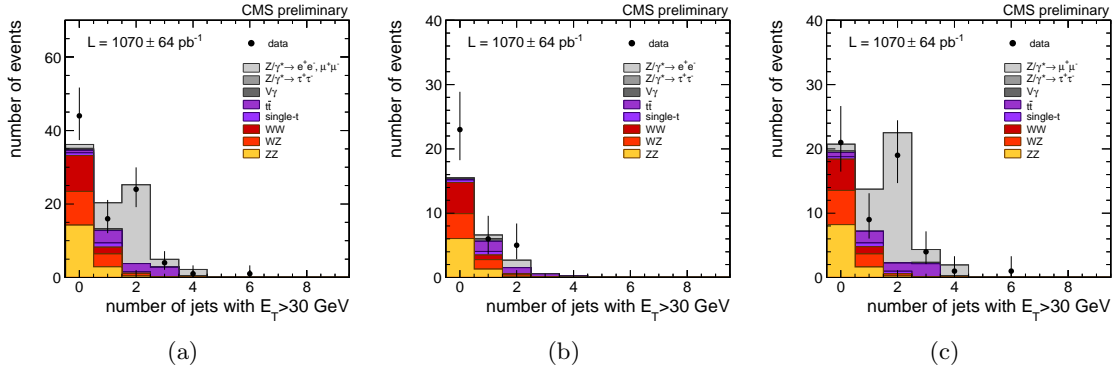 CMS preliminary
L = 1070 ± 64 pb⁻¹
data
Z/γ*→ e⁺e⁻, μ⁺μ⁻
Z/γ*→ τ⁺τ⁻
Vγ
tt̄
single-t
WW
WZ
ZZ
number of events
60
40
20
0
0 2 4 6 8
number of jets with E_T>30 GeV
(a)
CMS preliminary
L = 1070 ± 64 pb⁻¹
data
Z/γ*→ e⁺e⁻
Z/γ*→ τ⁺τ⁻
Vγ
tt̄
single-t
WW
WZ
ZZ
number of events
40
30
20
10
0
0 2 4 6 8
number of jets with E_T>30 GeV
(b)
CMS preliminary
L = 1070 ± 64 pb⁻¹
data
Z/γ*→ μ⁺μ⁻
Z/γ*→ τ⁺τ⁻
Vγ
tt̄
single-t
WW
WZ
ZZ
number of events
40
30
20
10
0
0 2 4 6 8
number of jets with E_T>30 GeV
(c)